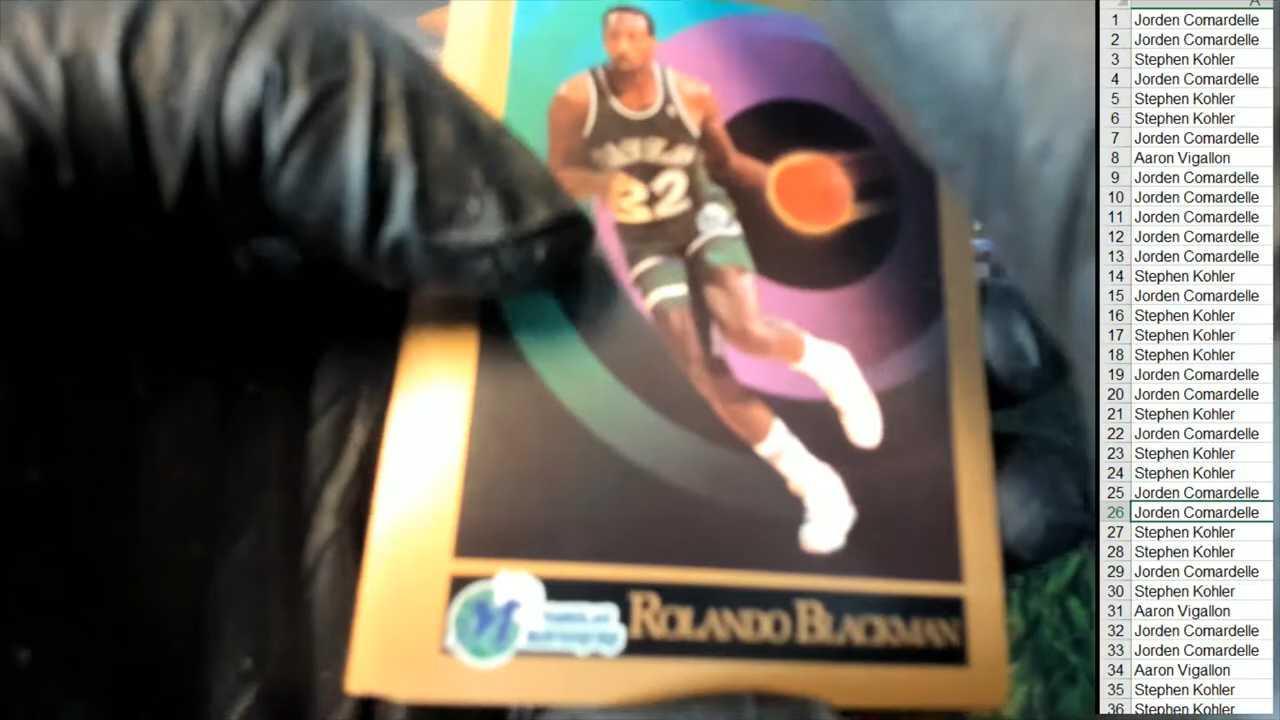 22
ROLANDO BLACKMAN
A
1 Jorden Comardelle
2 Jorden Comardelle
3 Stephen Kohler
4 Jorden Comardelle
5 Stephen Kohler
6 Stephen Kohler
7 Jorden Comardelle
8 Aaron Vigallon
9 Jorden Comardelle
10 Jorden Comardelle
11 Jorden Comardelle
12 Jorden Comardelle
13 Jorden Comardelle
14 Stephen Kohler
15 Jorden Comardelle
16 Stephen Kohler
17 Stephen Kohler
18 Stephen Kohler
19 Jorden Comardelle
20 Jorden Comardelle
21 Stephen Kohler
22 Jorden Comardelle
23 Stephen Kohler
24 Stephen Kohler
25 Jorden Comardelle
26 Jorden Comardelle
27 Stephen Kohler
28 Stephen Kohler
29 Jorden Comardelle
30 Stephen Kohler
31 Aaron Vigallon
32 Jorden Comardelle
33 Jorden Comardelle
34 Aaron Vigallon
35 Stephen Kohler
36 Stephen Kohler